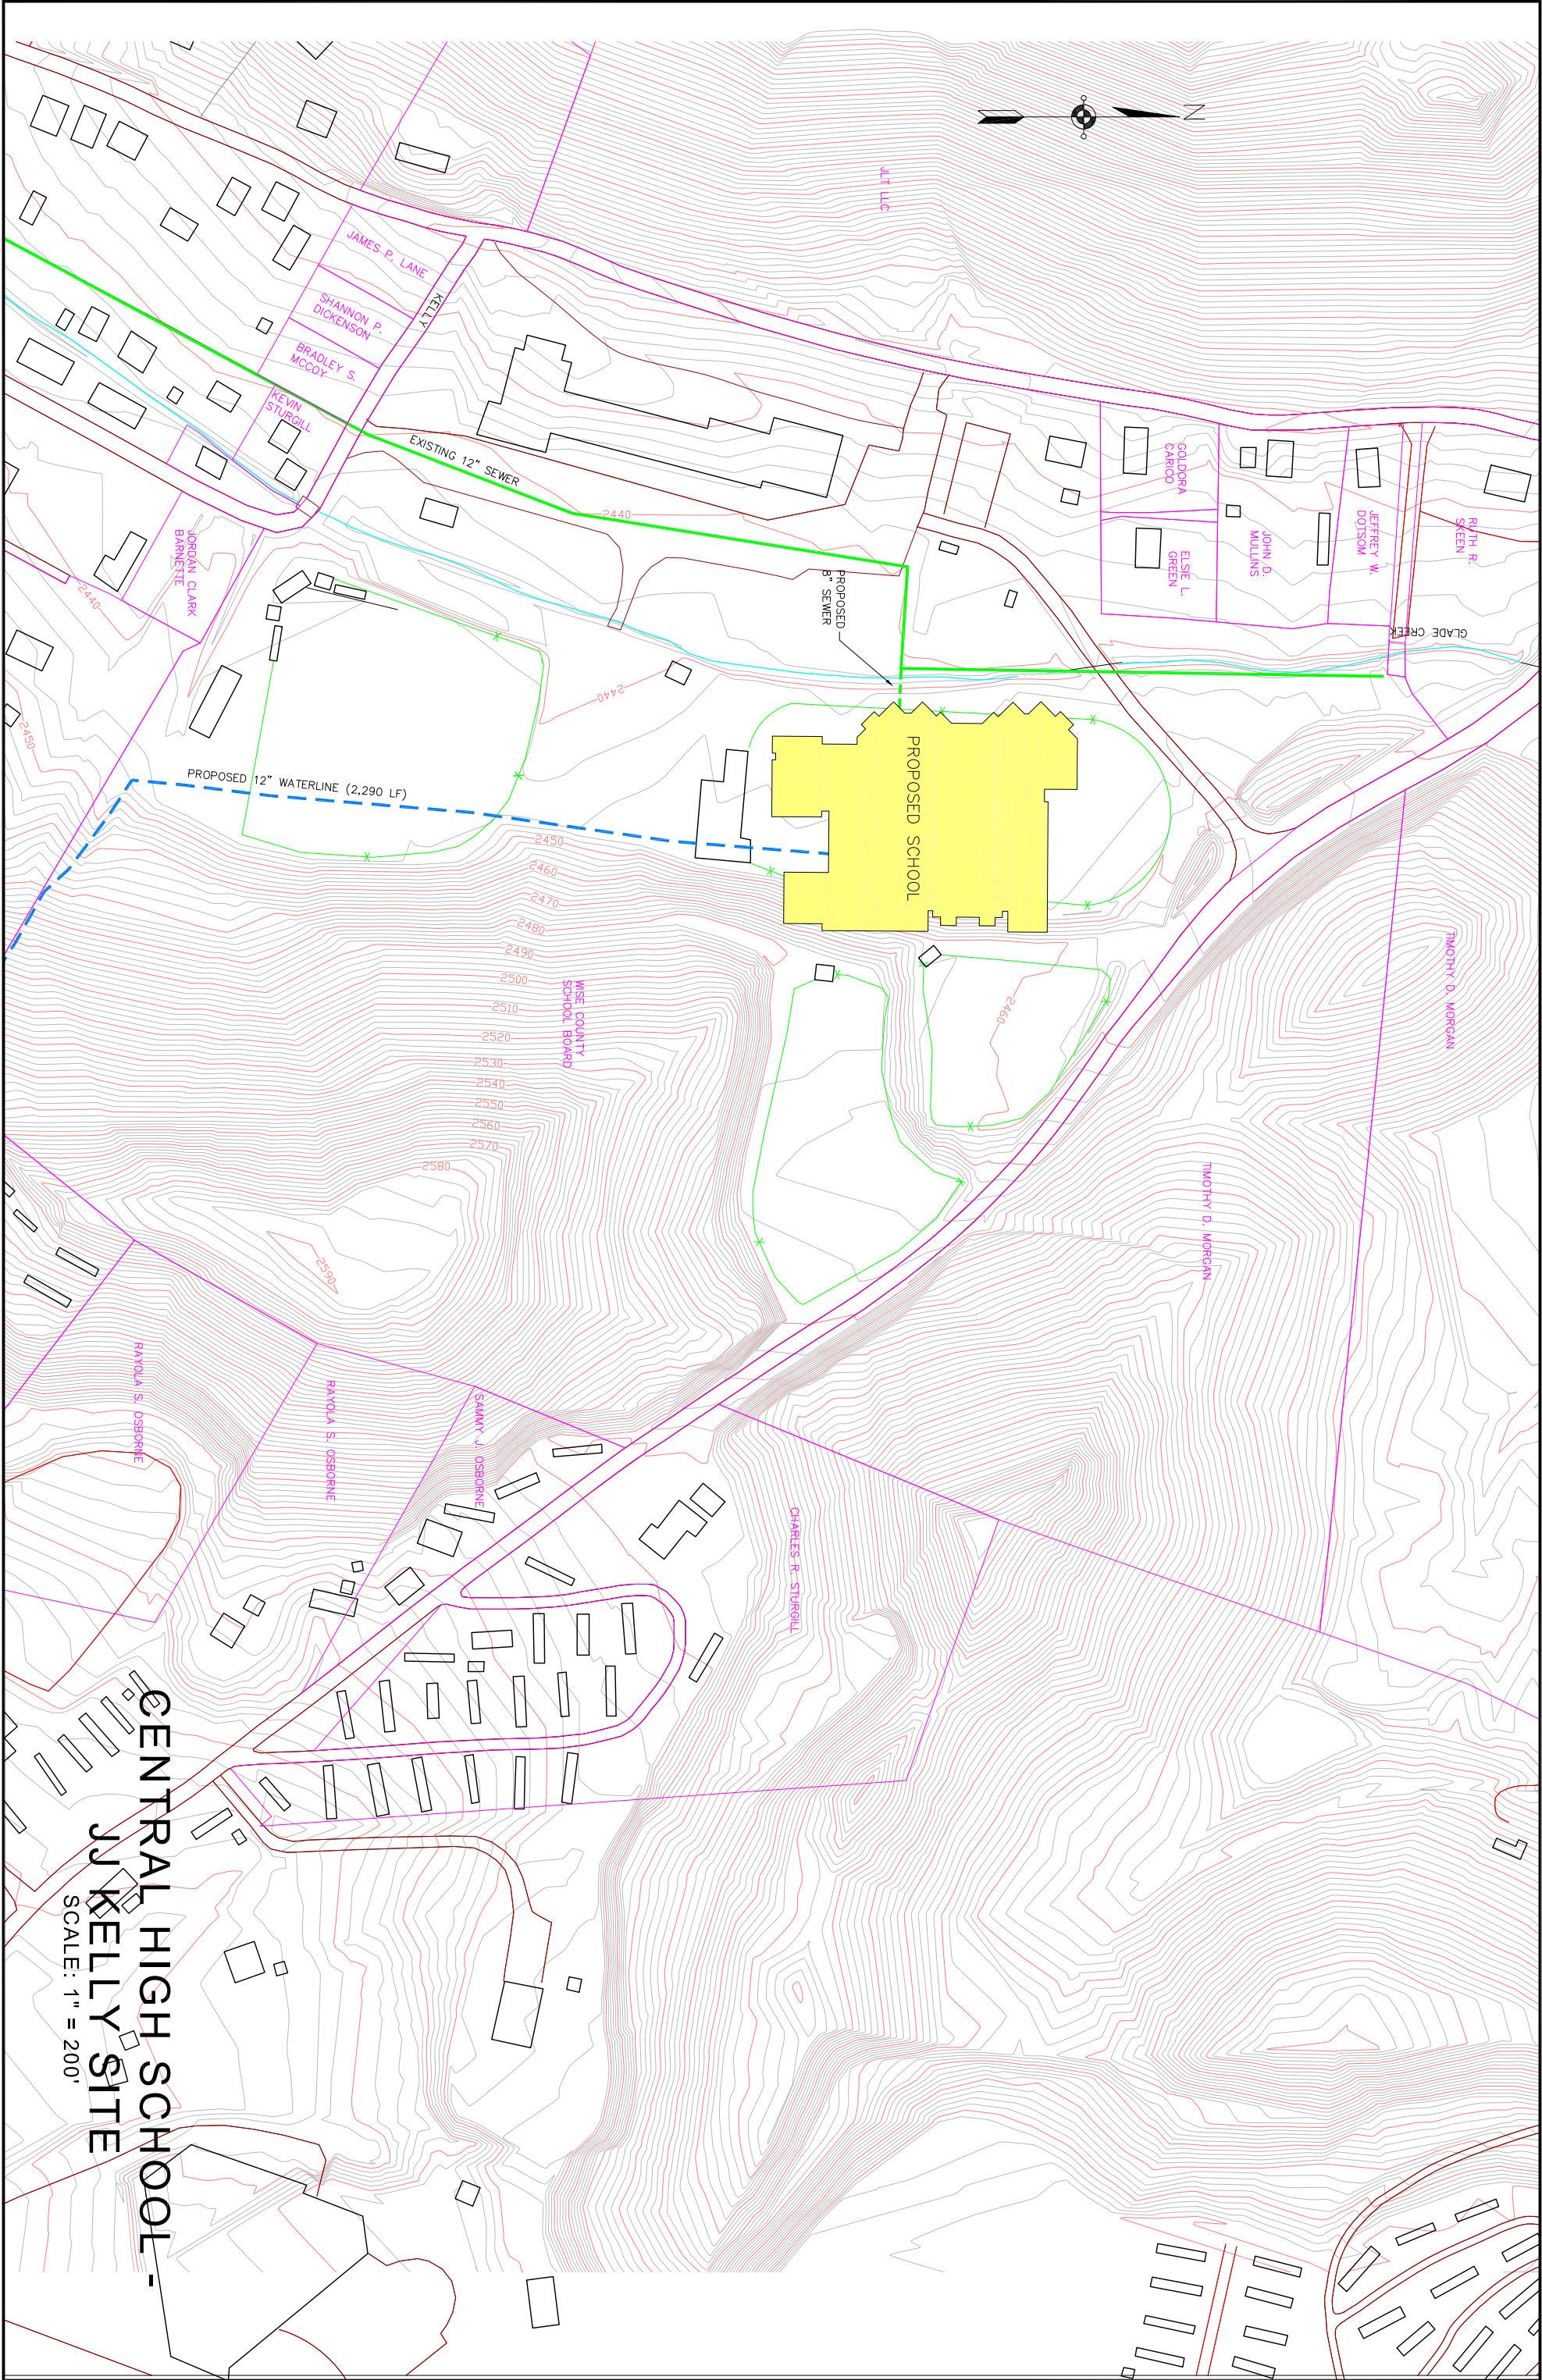 N
JLT LLC
JAMES P. LANE
SHANNON P.
DICKENSON
BRADLEY S.
MCCOY
KEVIN
STURGILL
KELLY
EXISTING 12" SEWER
2440
GOLDORA
CARICO
ELSIE L.
GREEN
JOHN D.
MULLINS
JEFFREY W.
DOTSOM
RUTH R.
SKEEN
GLADE CREEK
PROPOSED
8" SEWER
JORDAN CLARK
BARNETTE
2440
2440
2450
PROPOSED 12" WATERLINE (2,290 LF)
PROPOSED SCHOOL
2450
2460
2470
2480
2490
2500
2510
2520
2530
2540
2550
2560
2570
2580
2590
2460
WISE COUNTY
SCHOOL BOARD
TIMOTHY D. MORGAN
TIMOTHY D. MORGAN
RAYOLA S. OSBORNE
RAYOLA S. OSBORNE
SAMMY J. OSBORNE
CHARLES R. STURGILL
CENTRAL HIGH SCHOOL -
JJ KELLY SITE
SCALE: 1" = 200'